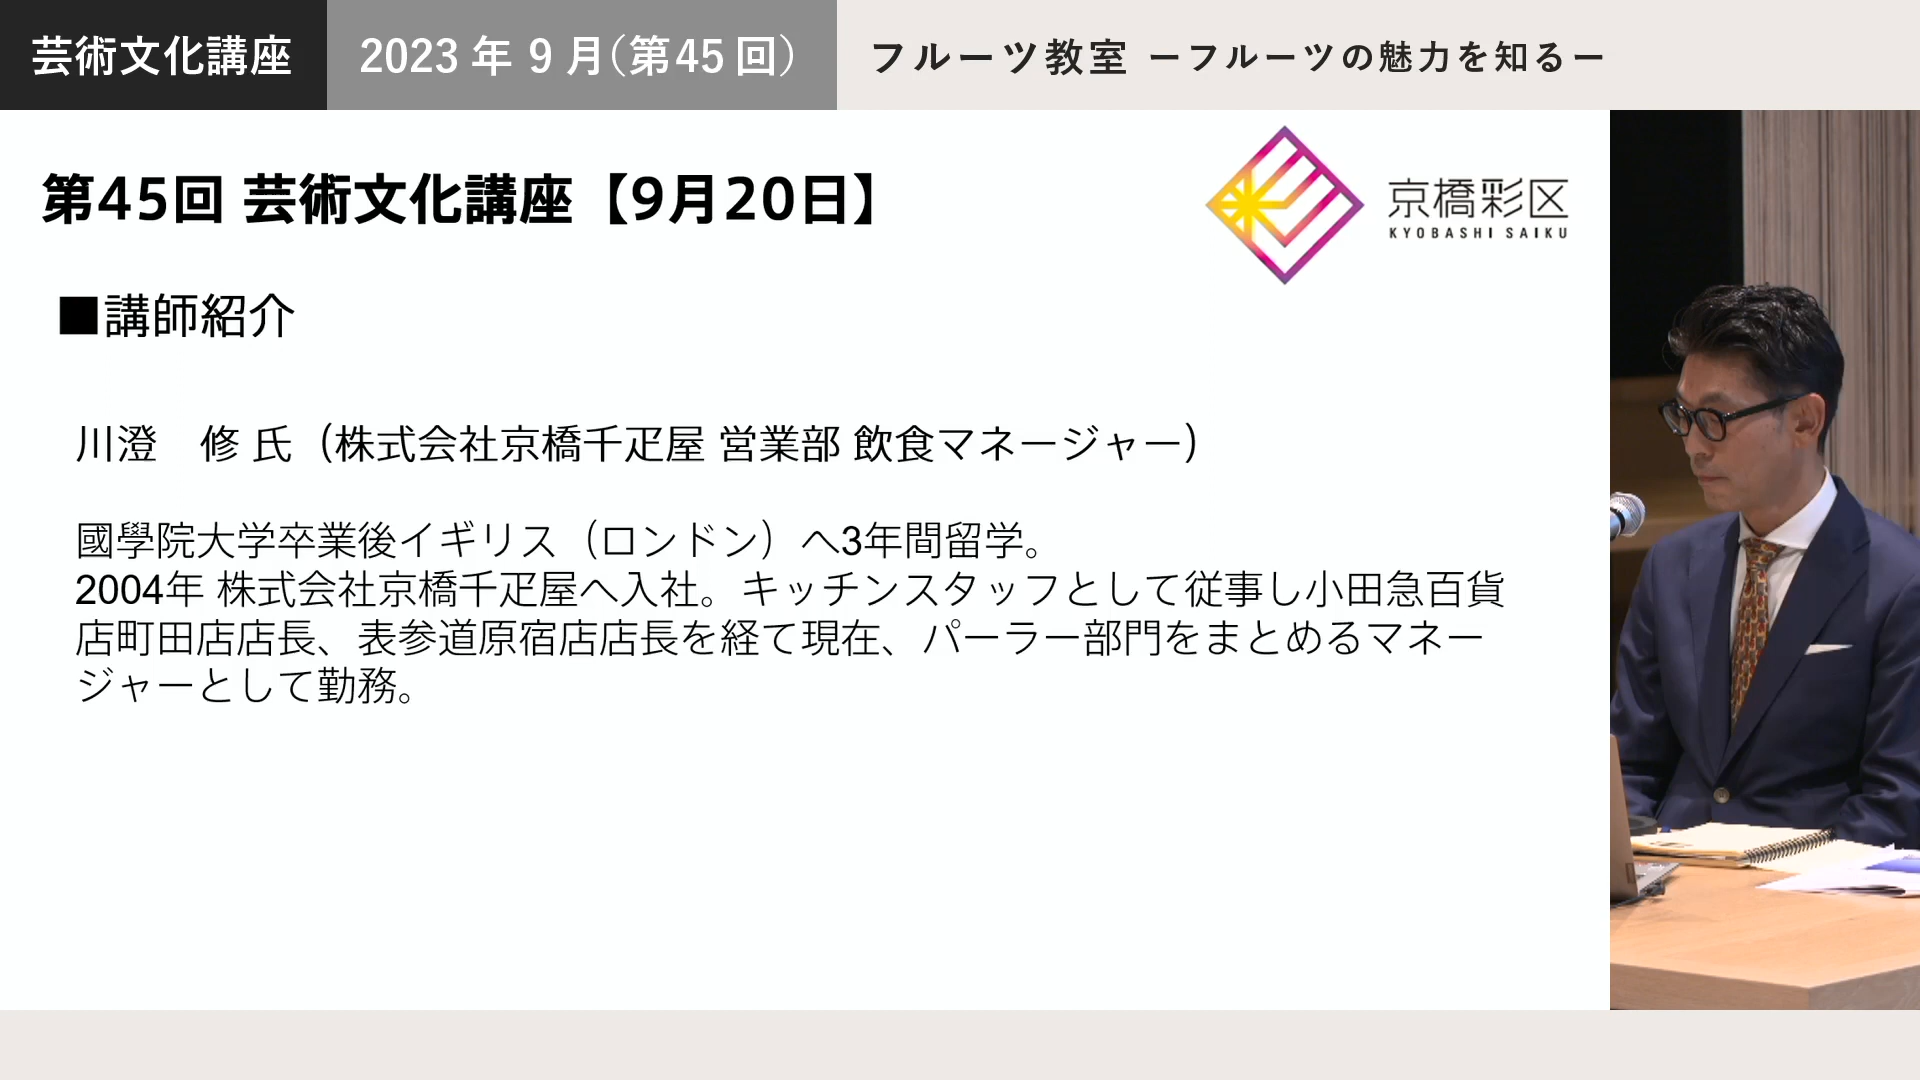 芸術文化講座
2023年9月(第45回)
フルーツ教室 ーフルーツの魅力を知るー
第45回 芸術文化講座【9月20日】
京橋彩区
KYOBASHI SAIKU
■講師紹介
川澄　修 氏（株式会社京橋千疋屋 営業部 飲食マネージャー）
國學院大学卒業後イギリス（ロンドン）へ3年間留学。
2004年 株式会社京橋千疋屋へ入社。キッチンスタッフとして従事し小田急百貨
店町田店店長、表参道原宿店店長を経て現在、パーラー部門をまとめるマネー
ジャーとして勤務。